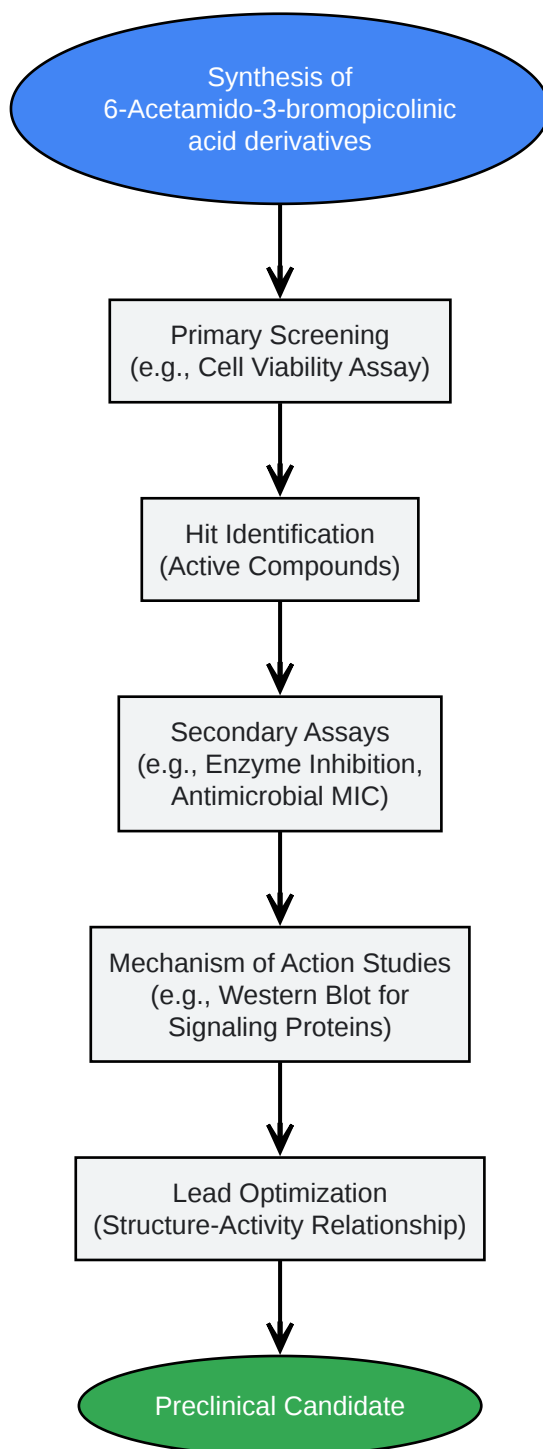 Synthesis of
6-Acetamido-3-bromopicolinic
acid derivatives
Primary Screening
(e.g., Cell Viability Assay)
Hit Identification
(Active Compounds)
Secondary Assays
(e.g., Enzyme Inhibition,
Antimicrobial MIC)
Mechanism of Action Studies
(e.g., Western Blot for
Signaling Proteins)
Lead Optimization
(Structure-Activity Relationship)
Preclinical Candidate